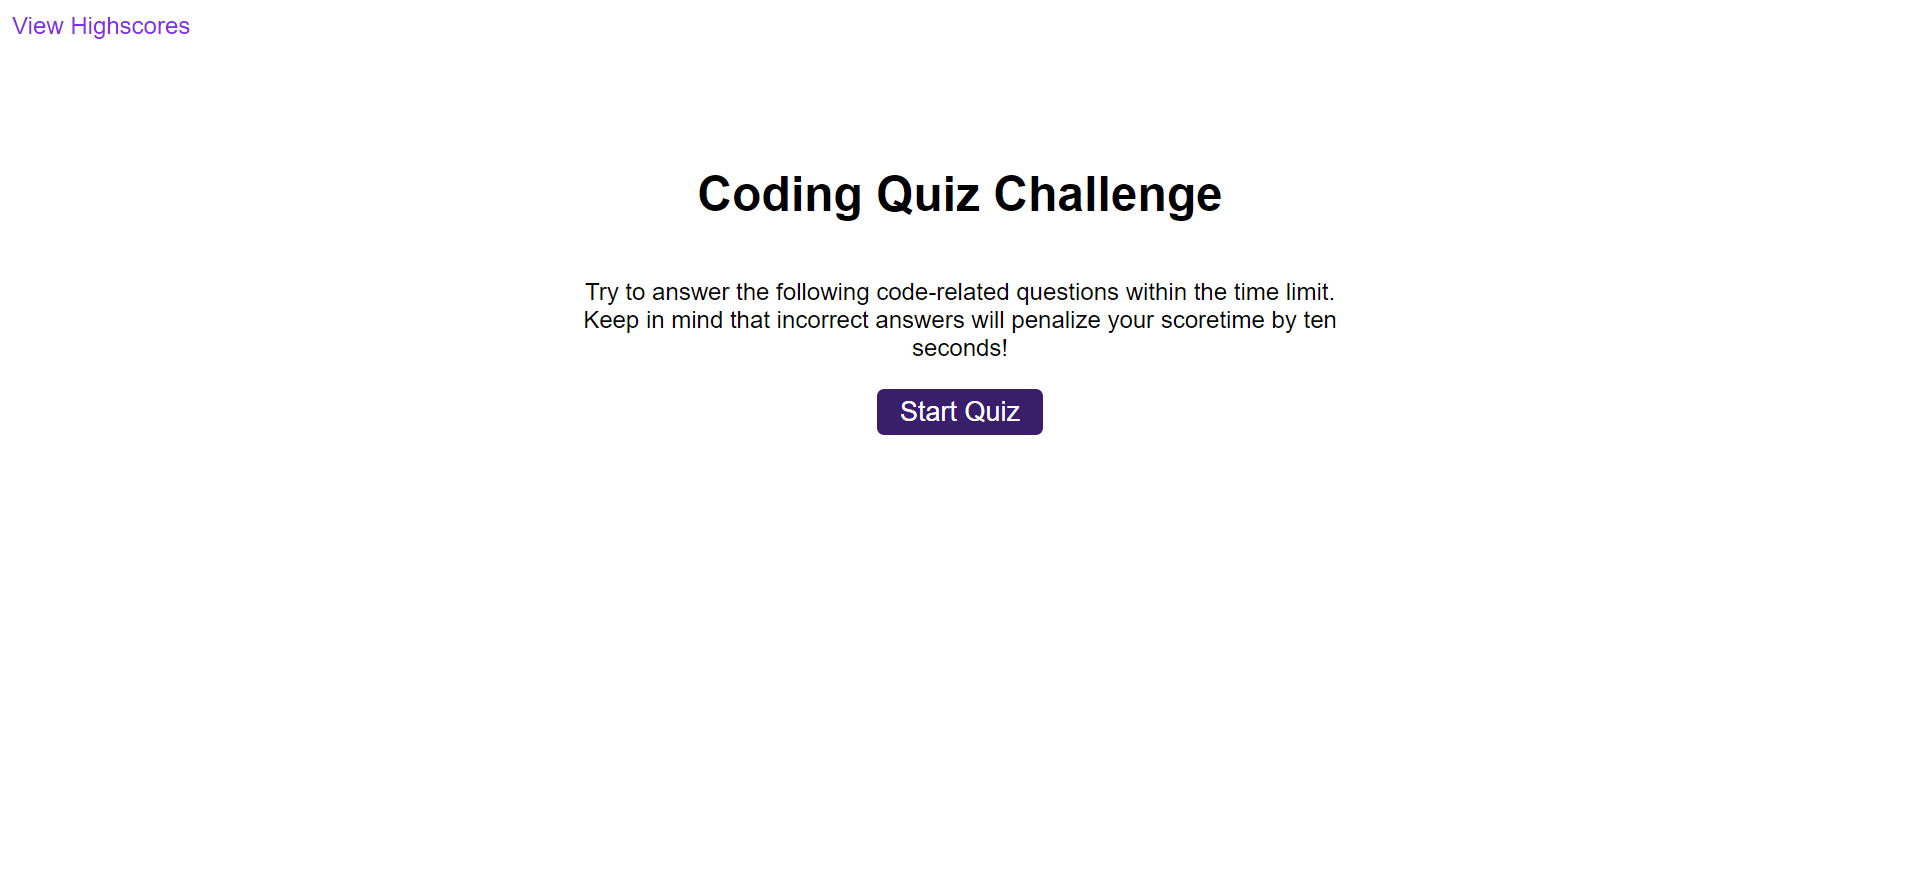 View Highscores
Coding Quiz Challenge
Try to answer the following code-related questions within the time limit.
Keep in mind that incorrect answers will penalize your scoretime by ten
seconds!
Start Quiz